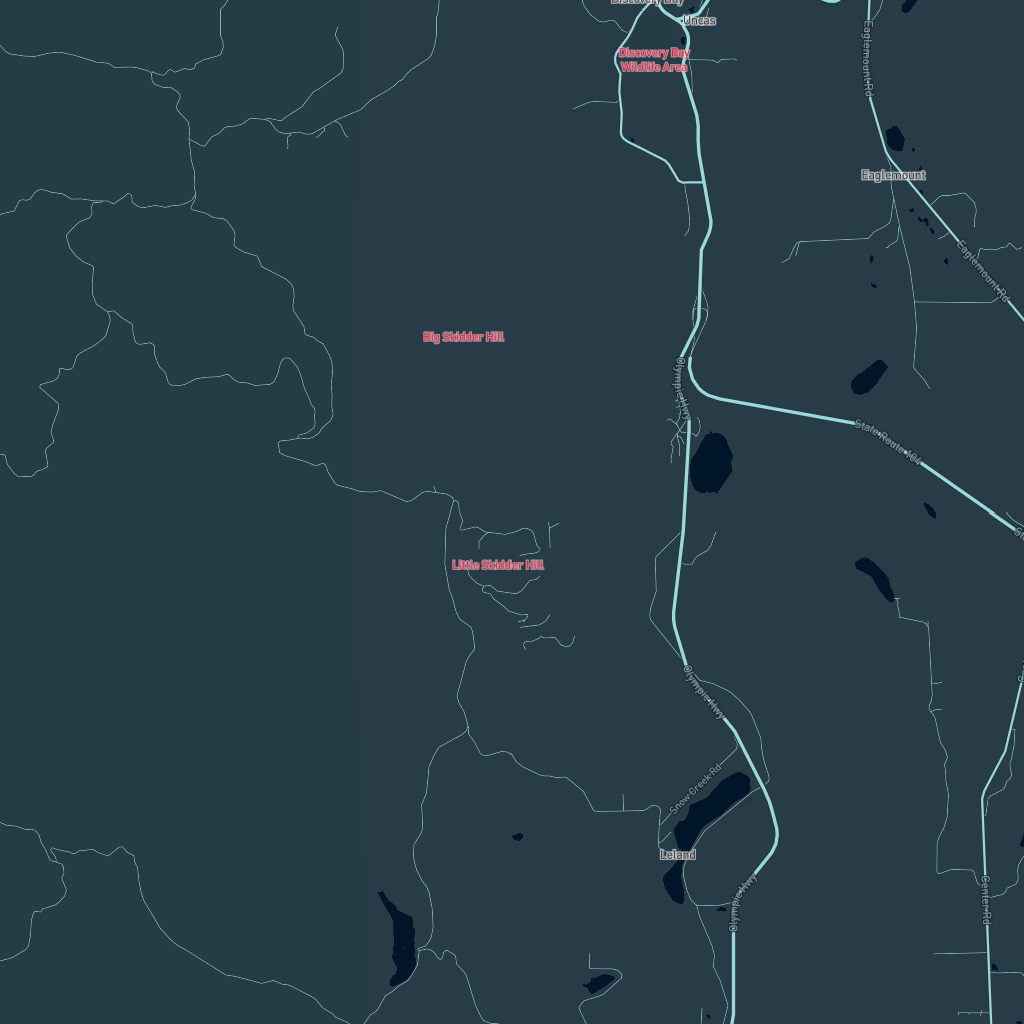 Discovery Bay
Uncas
Discovery Bay
Wildlife Area
Eaglemount Rd
Eaglemount
Eaglemount Rd
Big Skidder Hill
Olympic Hwy
State Route 104
Little Skidder Hill
Olympic Hwy
Snow Creek Rd
Leland
Olympic Hwy
Center Rd